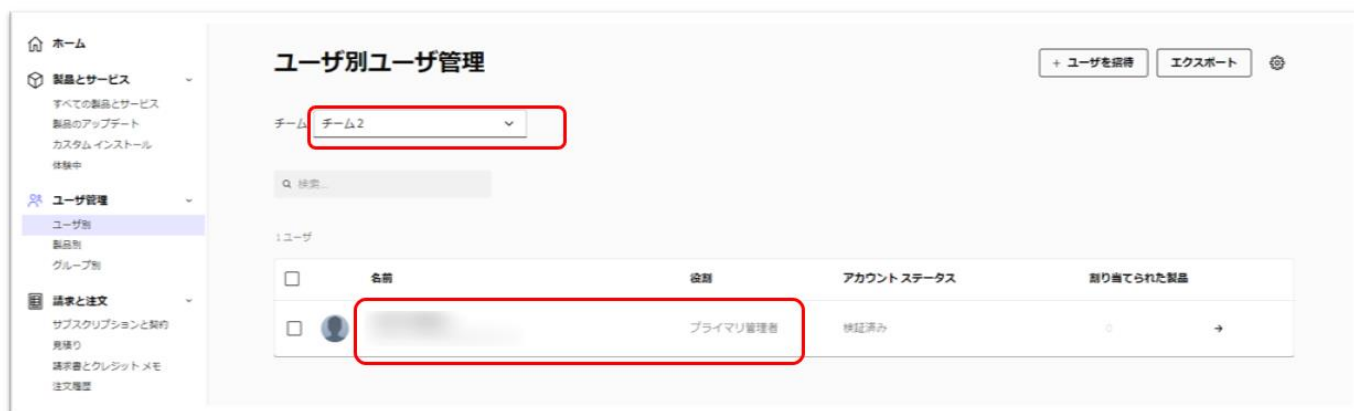 ホーム
製品とサービス
すべての製品とサービス
製品のアップデート
カスタム インストール
体験中
ユーザ管理
ユーザ別
製品別
グループ別
請求と注文
サブスクリプションと契約
見積り
請求書とクレジット メモ
注文履歴
ユーザ別ユーザ管理
+ ユーザを招待 エクスポート
チーム チーム2
検索...
1 ユーザ
名前 役割 アカウント ステータス 割り当てられた製品
プライマリ管理者 検証済み 0 →